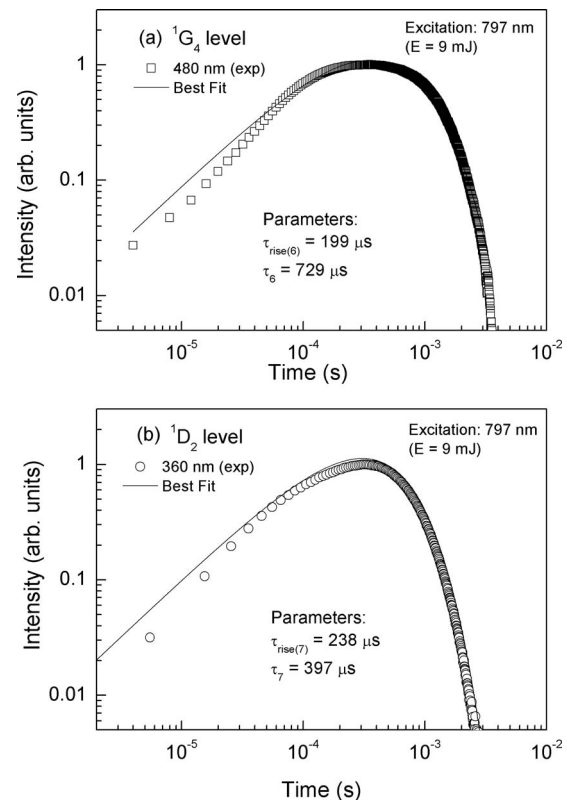 (a) ¹G₄ level
Excitation: 797 nm
(E = 9 mJ)
480 nm (exp)
Best Fit
1
0.1
0.01
Intensity (arb. units)
Parameters:
τrise(6) = 199 μs
τ₆ = 729 μs
10⁻⁵ 10⁻⁴ 10⁻³ 10⁻²
Time (s)
(b) ¹D₂ level
Excitation: 797 nm
(E = 9 mJ)
360 nm (exp)
Best Fit
1
0.1
0.01
Intensity (arb. units)
Parameters:
τrise(7) = 238 μs
τ₇ = 397 μs
10⁻⁵ 10⁻⁴ 10⁻³ 10⁻²
Time (s)